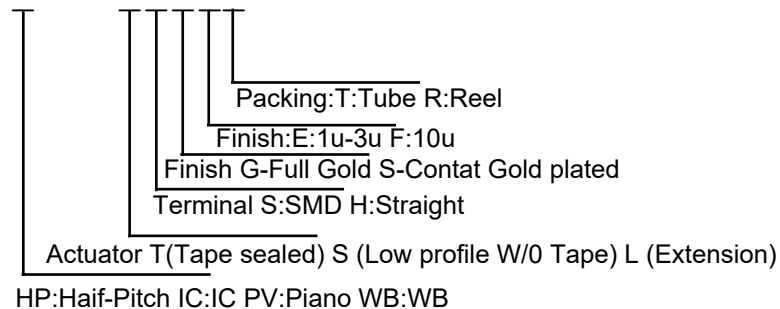 Packing:T:Tube R:Reel
Finish:E:1u-3u F:10u
Finish G-Full Gold S-Contat Gold plated
Terminal S:SMD H:Straight
Actuator T(Tape sealed) S (Low profile W/0 Tape) L (Extension)
HP:Haif-Pitch IC:IC PV:Piano WB:WB